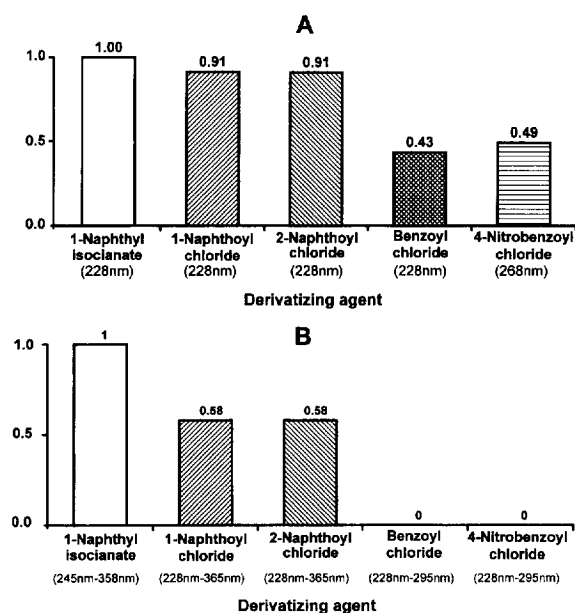 A
1.0
0.5
0.0
1.00
0.91
0.91
0.43
0.49
1-Naphthyl 1-Naphthoyl 2-Naphthoyl Benzoyl 4-Nitrobenzoyl
isocianate chloride chloride chloride chloride
(228nm) (228nm) (228nm) (228nm) (268nm)
Derivatizing agent
B
1.0
0.5
0.0
1
0.58
0.58
0
0
1-Naphthyl 1-Naphthoyl 2-Naphthoyl Benzoyl 4-Nitrobenzoyl
isocianate chloride chloride chloride chloride
(245nm-358nm) (228nm-365nm) (228nm-365nm) (228nm-295nm) (228nm-295nm)
Derivatizing agent